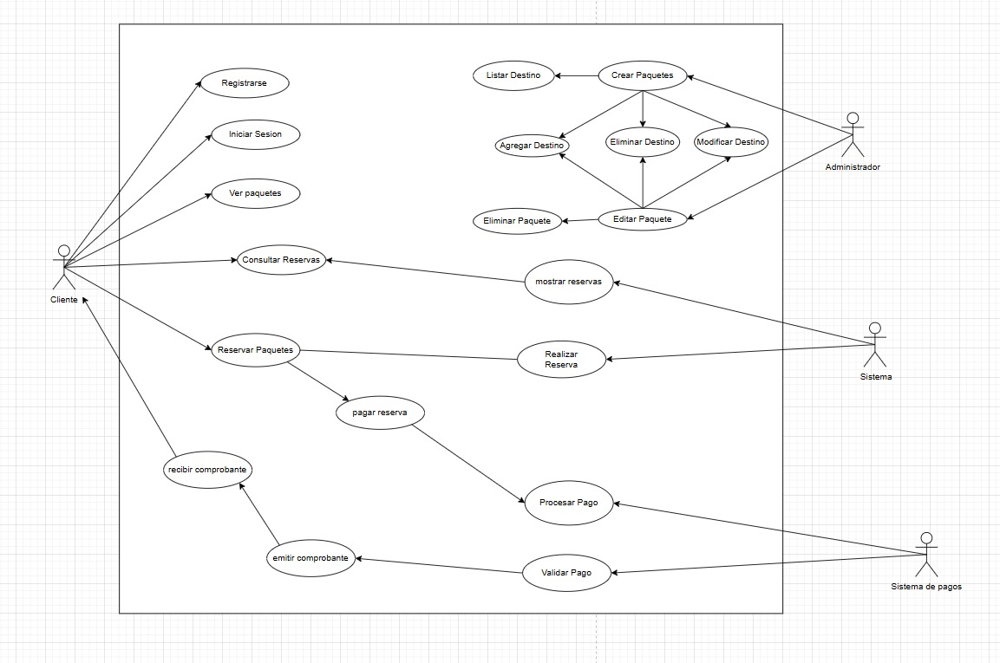 Registrarse
Listar Destino
Crear Paquetes
Iniciar Sesion
Agregar Destino
Eliminar Destino
Modificar Destino
Administrador
Ver paquetes
Eliminar Paquete
Editar Paquete
Consultar Reservas
mostrar reservas
Cliente
Reservar Paquetes
Realizar
Reserva
Sistema
pagar reserva
recibir comprobante
Procesar Pago
emitir comprobante
Validar Pago
Sistema de pagos